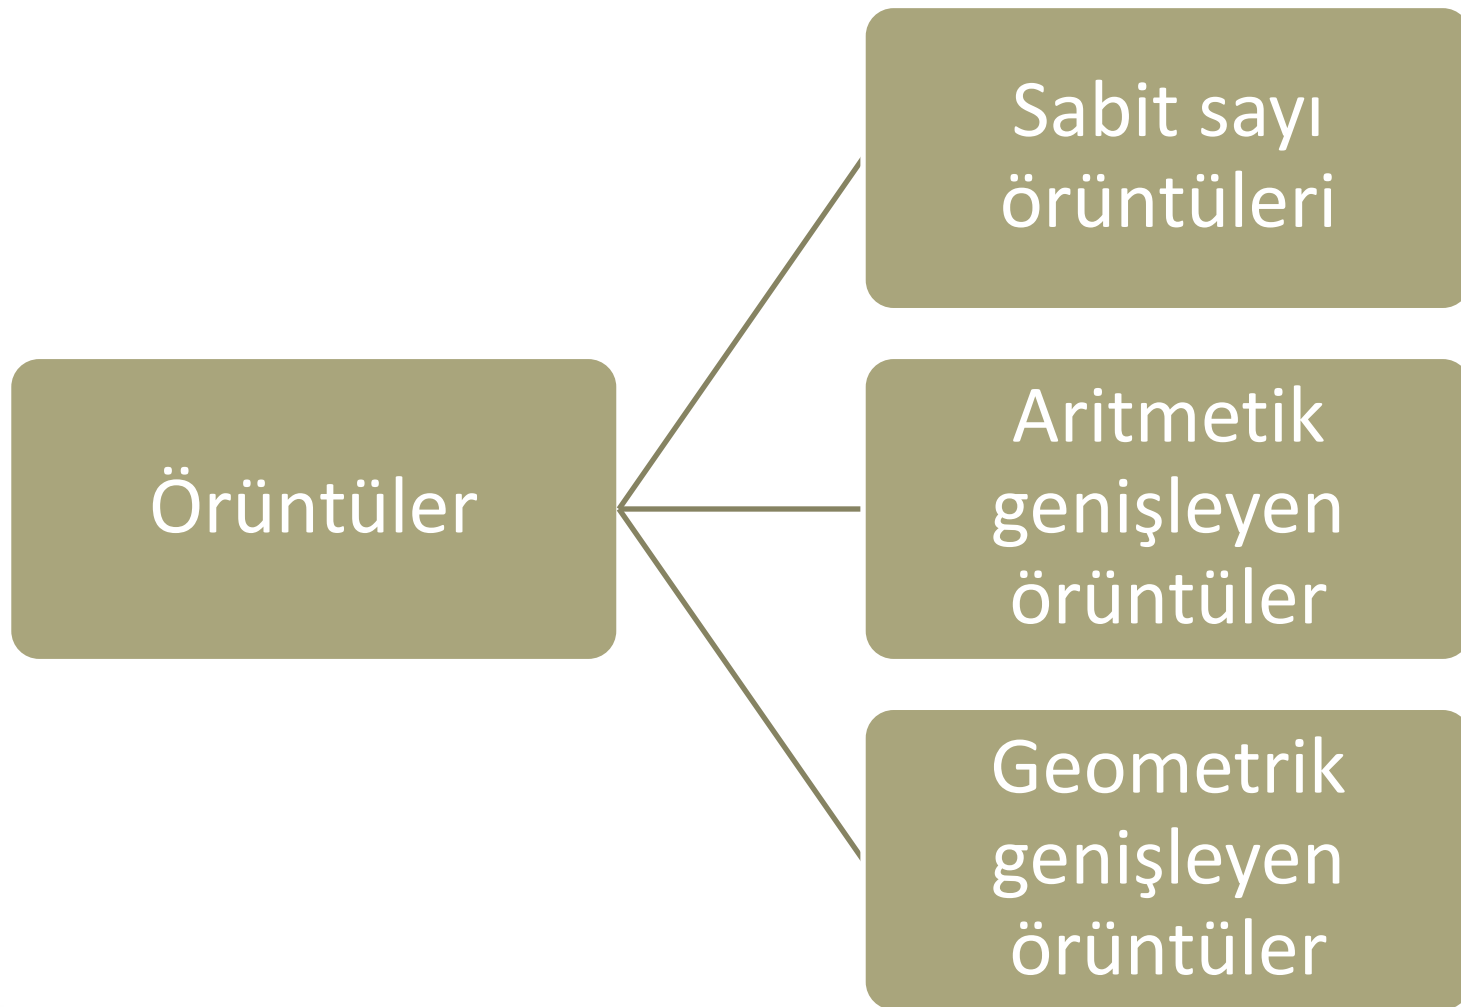 Örüntüler
Sabit sayı
örüntüleri
Aritmetik
genişleyen
örüntüler
Geometrik
genişleyen
örüntüler